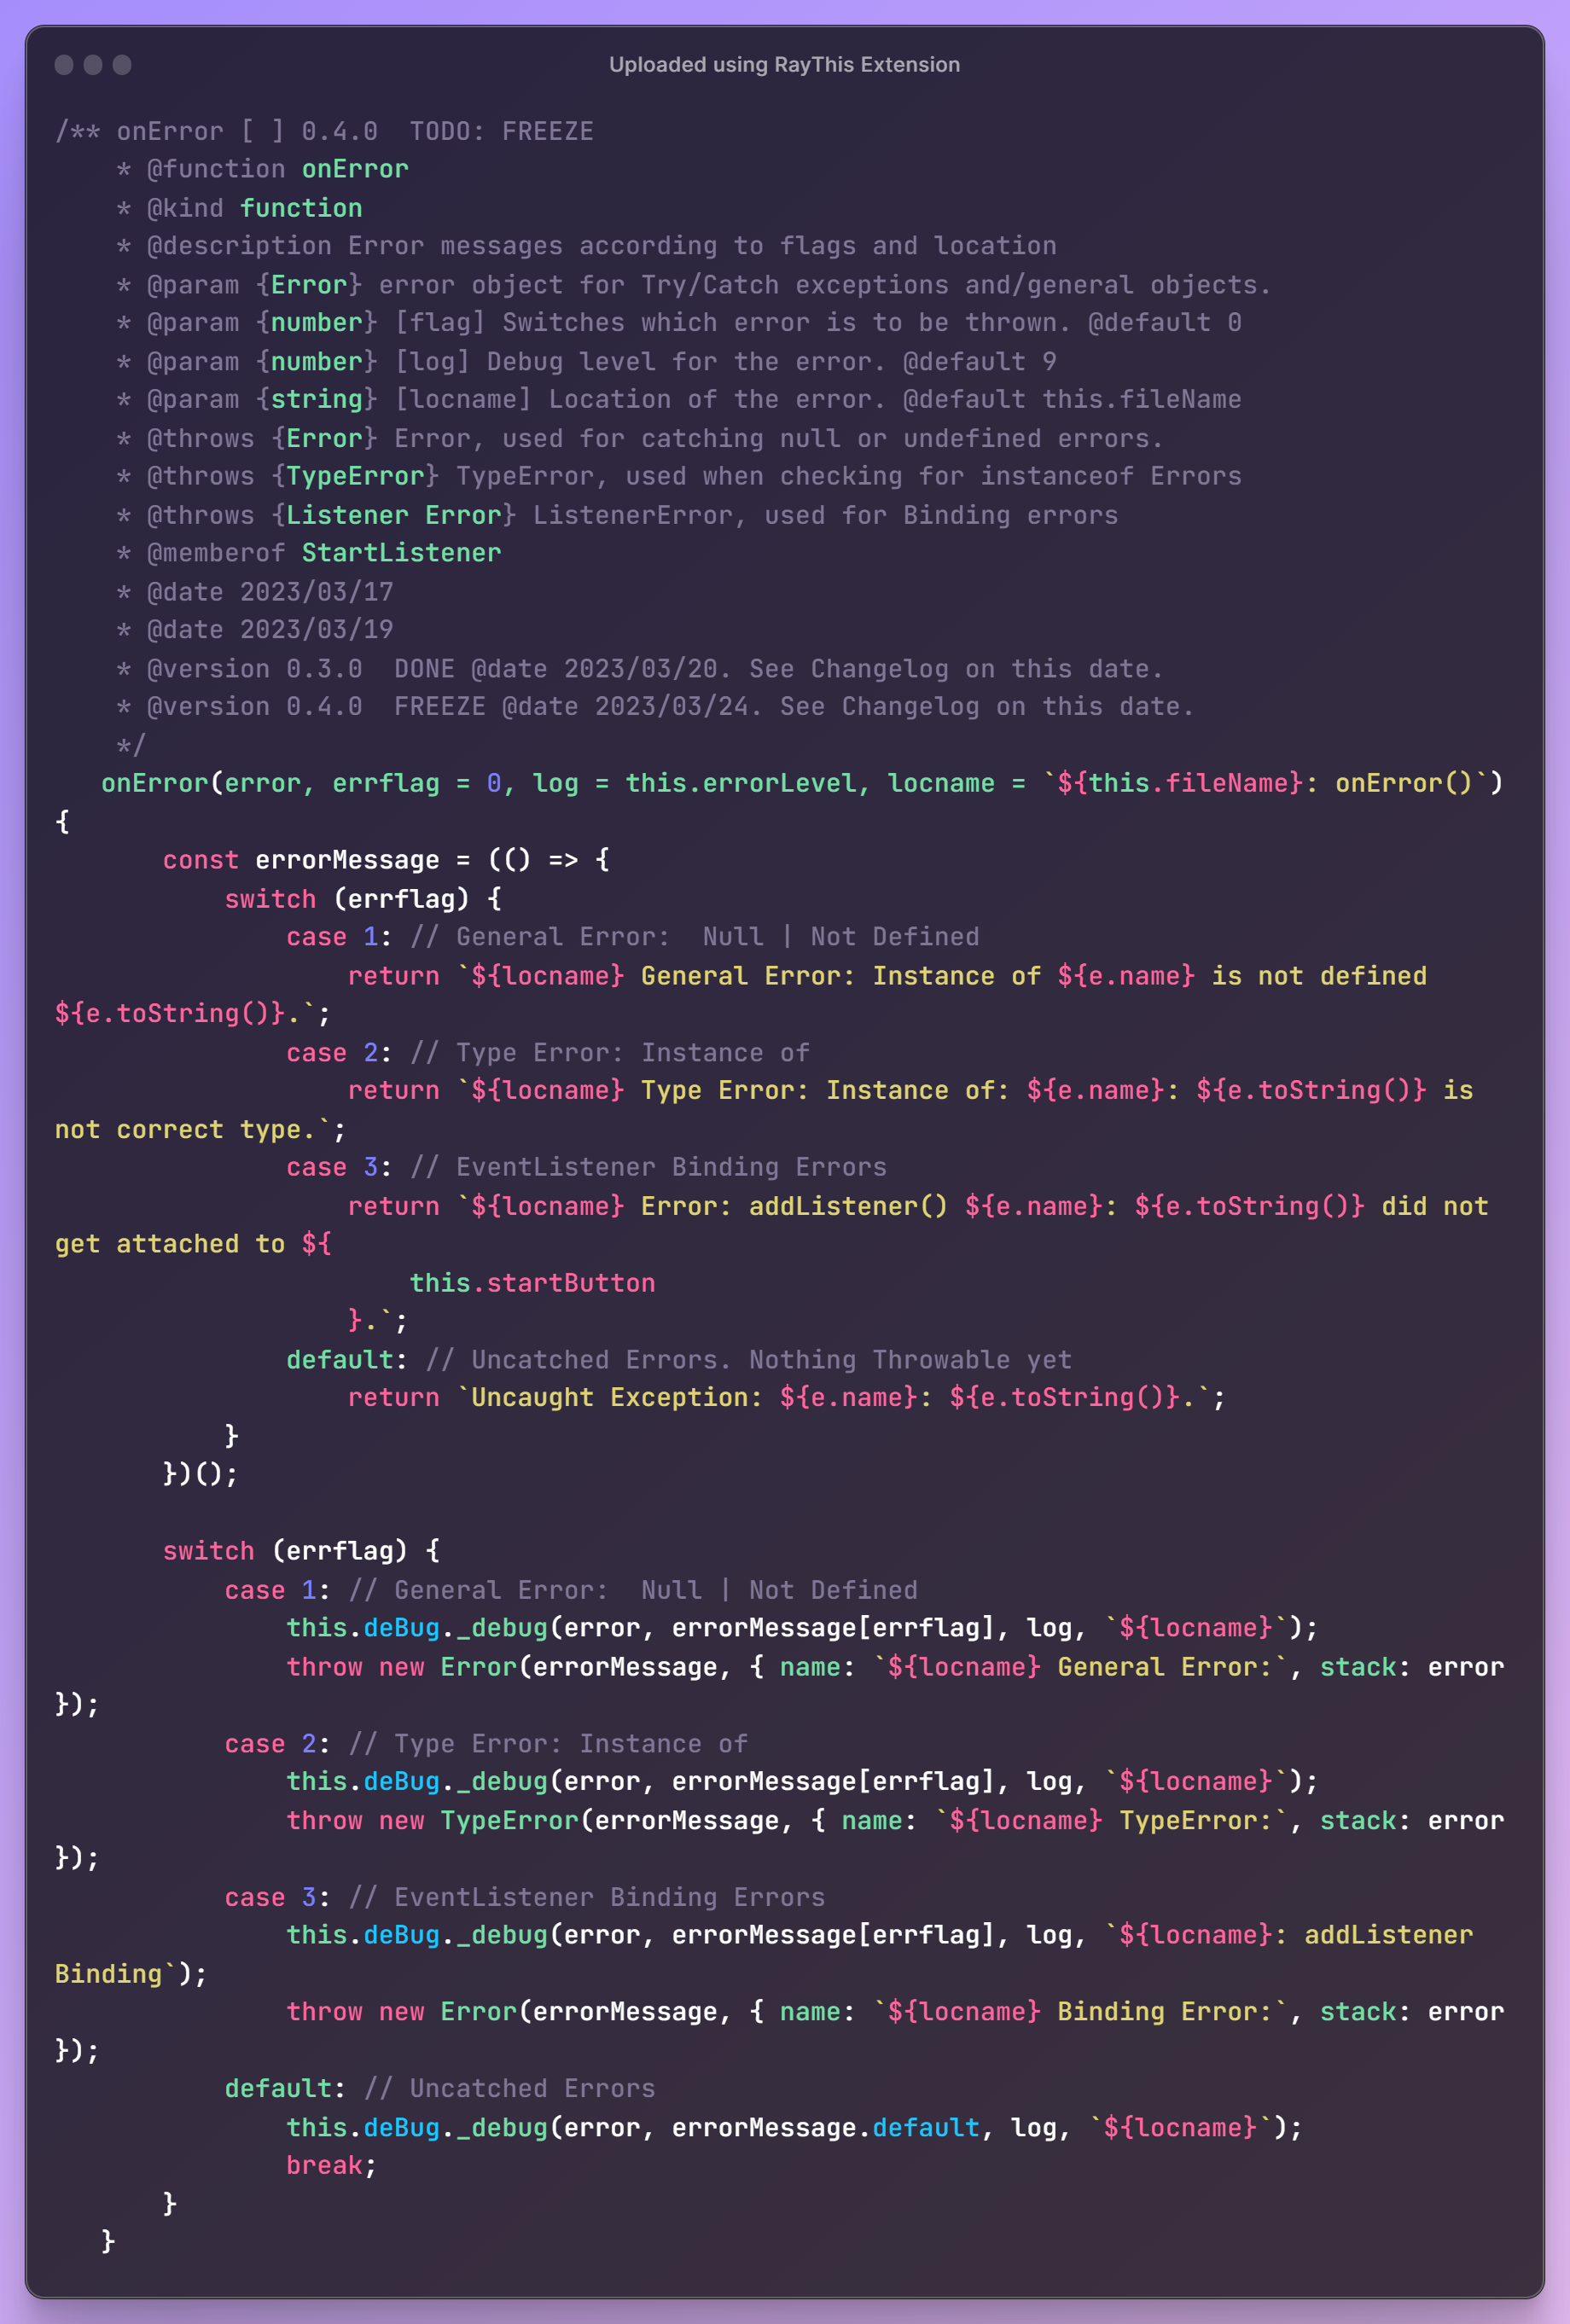 Uploaded using RayThis Extension
/** onError [ ] 0.4.0  TODO: FREEZE
    * @function onError
    * @kind function
    * @description Error messages according to flags and location
    * @param {Error} error object for Try/Catch exceptions and/general objects.
    * @param {number} [flag] Switches which error is to be thrown. @default 0
    * @param {number} [log] Debug level for the error. @default 9
    * @param {string} [locname] Location of the error. @default this.fileName
    * @throws {Error} Error, used for catching null or undefined errors.
    * @throws {TypeError} TypeError, used when checking for instanceof Errors
    * @throws {Listener Error} ListenerError, used for Binding errors
    * @memberof StartListener
    * @date 2023/03/17
    * @date 2023/03/19
    * @version 0.3.0  DONE @date 2023/03/20. See Changelog on this date.
    * @version 0.4.0  FREEZE @date 2023/03/24. See Changelog on this date.
    */
   onError(error, errflag = 0, log = this.errorLevel, locname = `${this.fileName}: onError()`)
{
       const errorMessage = (() => {
           switch (errflag) {
               case 1: // General Error:  Null | Not Defined
                   return `${locname} General Error: Instance of ${e.name} is not defined
${e.toString()}.`;
               case 2: // Type Error: Instance of
                   return `${locname} Type Error: Instance of: ${e.name}: ${e.toString()} is
not correct type.`;
               case 3: // EventListener Binding Errors
                   return `${locname} Error: addListener() ${e.name}: ${e.toString()} did not
get attached to ${
                       this.startButton
                   }.`;
               default: // Uncatched Errors. Nothing Throwable yet
                   return `Uncaught Exception: ${e.name}: ${e.toString()}.`;
           }
       })();

       switch (errflag) {
           case 1: // General Error:  Null | Not Defined
               this.deBug._debug(error, errorMessage[errflag], log, `${locname}`);
               throw new Error(errorMessage, { name: `${locname} General Error:`, stack: error
});
           case 2: // Type Error: Instance of
               this.deBug._debug(error, errorMessage[errflag], log, `${locname}`);
               throw new TypeError(errorMessage, { name: `${locname} TypeError:`, stack: error
});
           case 3: // EventListener Binding Errors
               this.deBug._debug(error, errorMessage[errflag], log, `${locname}: addListener
Binding`);
               throw new Error(errorMessage, { name: `${locname} Binding Error:`, stack: error
});
           default: // Uncatched Errors
               this.deBug._debug(error, errorMessage.default, log, `${locname}`);
               break;
       }
   }